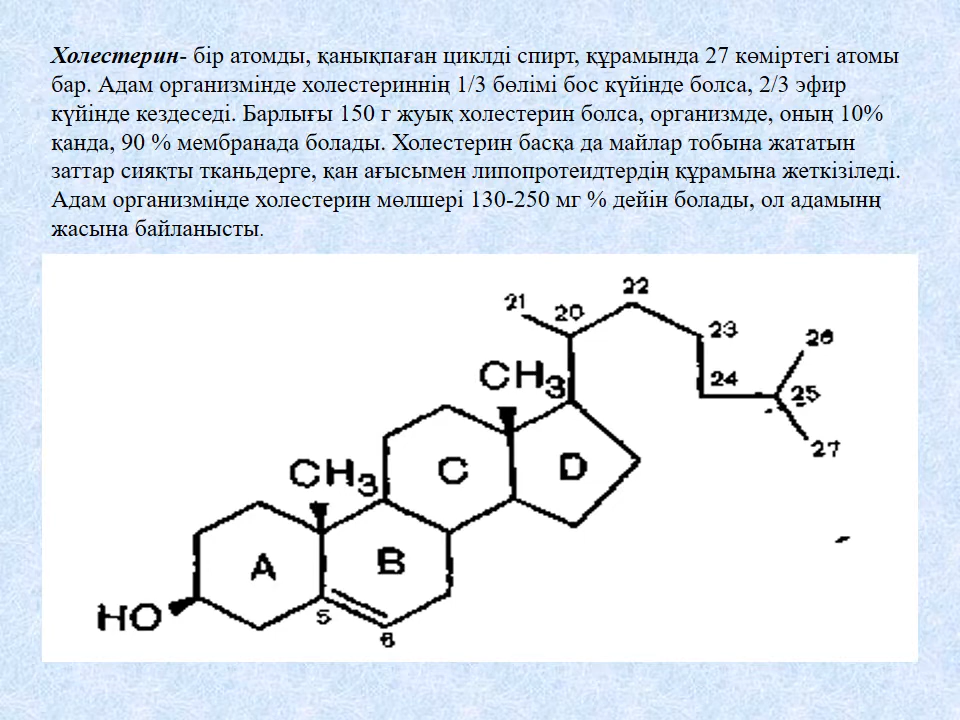 Холестерин- бір атомды, қанықпаған циклді спирт, құрамында 27 көміртегі атомы
бар. Адам организмінде холестериннің 1/3 бөлімі бос күйінде болса, 2/3 эфир
күйінде кездеседі. Барлығы 150 г жуық холестерин болса, организмде, оның 10%
қанда, 90 % мембранада болады. Холестерин басқа да майлар тобына жататын
заттар сияқты тканьдерге, қан ағысымен липопротеидтердің құрамына жеткізіледі.
Адам организмінде холестерин мөлшері 130-250 мг % дейін болады, ол адамынң
жасына байланысты.
22
21 20
23
26
CH3 24
25
27
CH3 C D
A B
HO
5
6